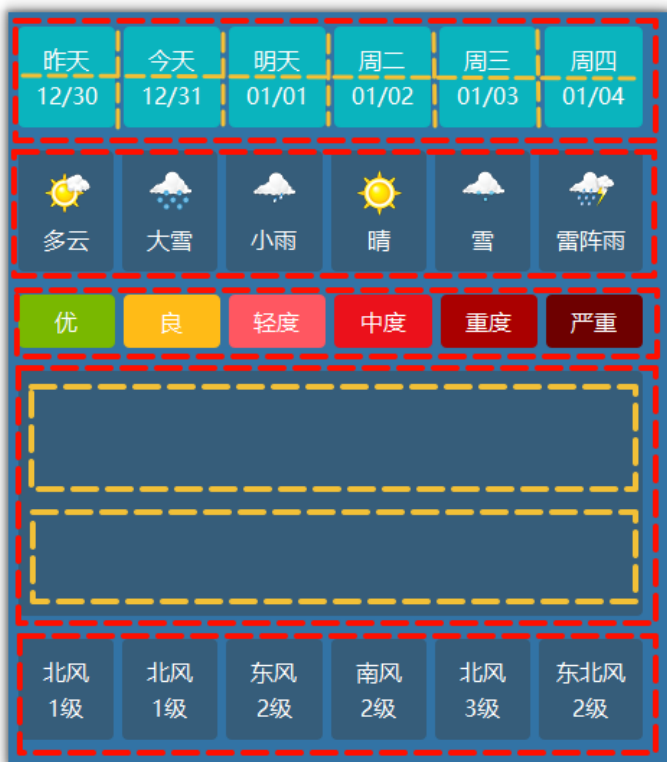 昨天 今天 明天 周二 周三 周四
12/30 12/31 01/01 01/02 01/03 01/04
多云 大雪 小雨 晴 雪 雷阵雨
优 良 轻度 中度 重度 严重
北风 北风 东风 南风 北风 东北风
1级 1级 2级 2级 3级 2级